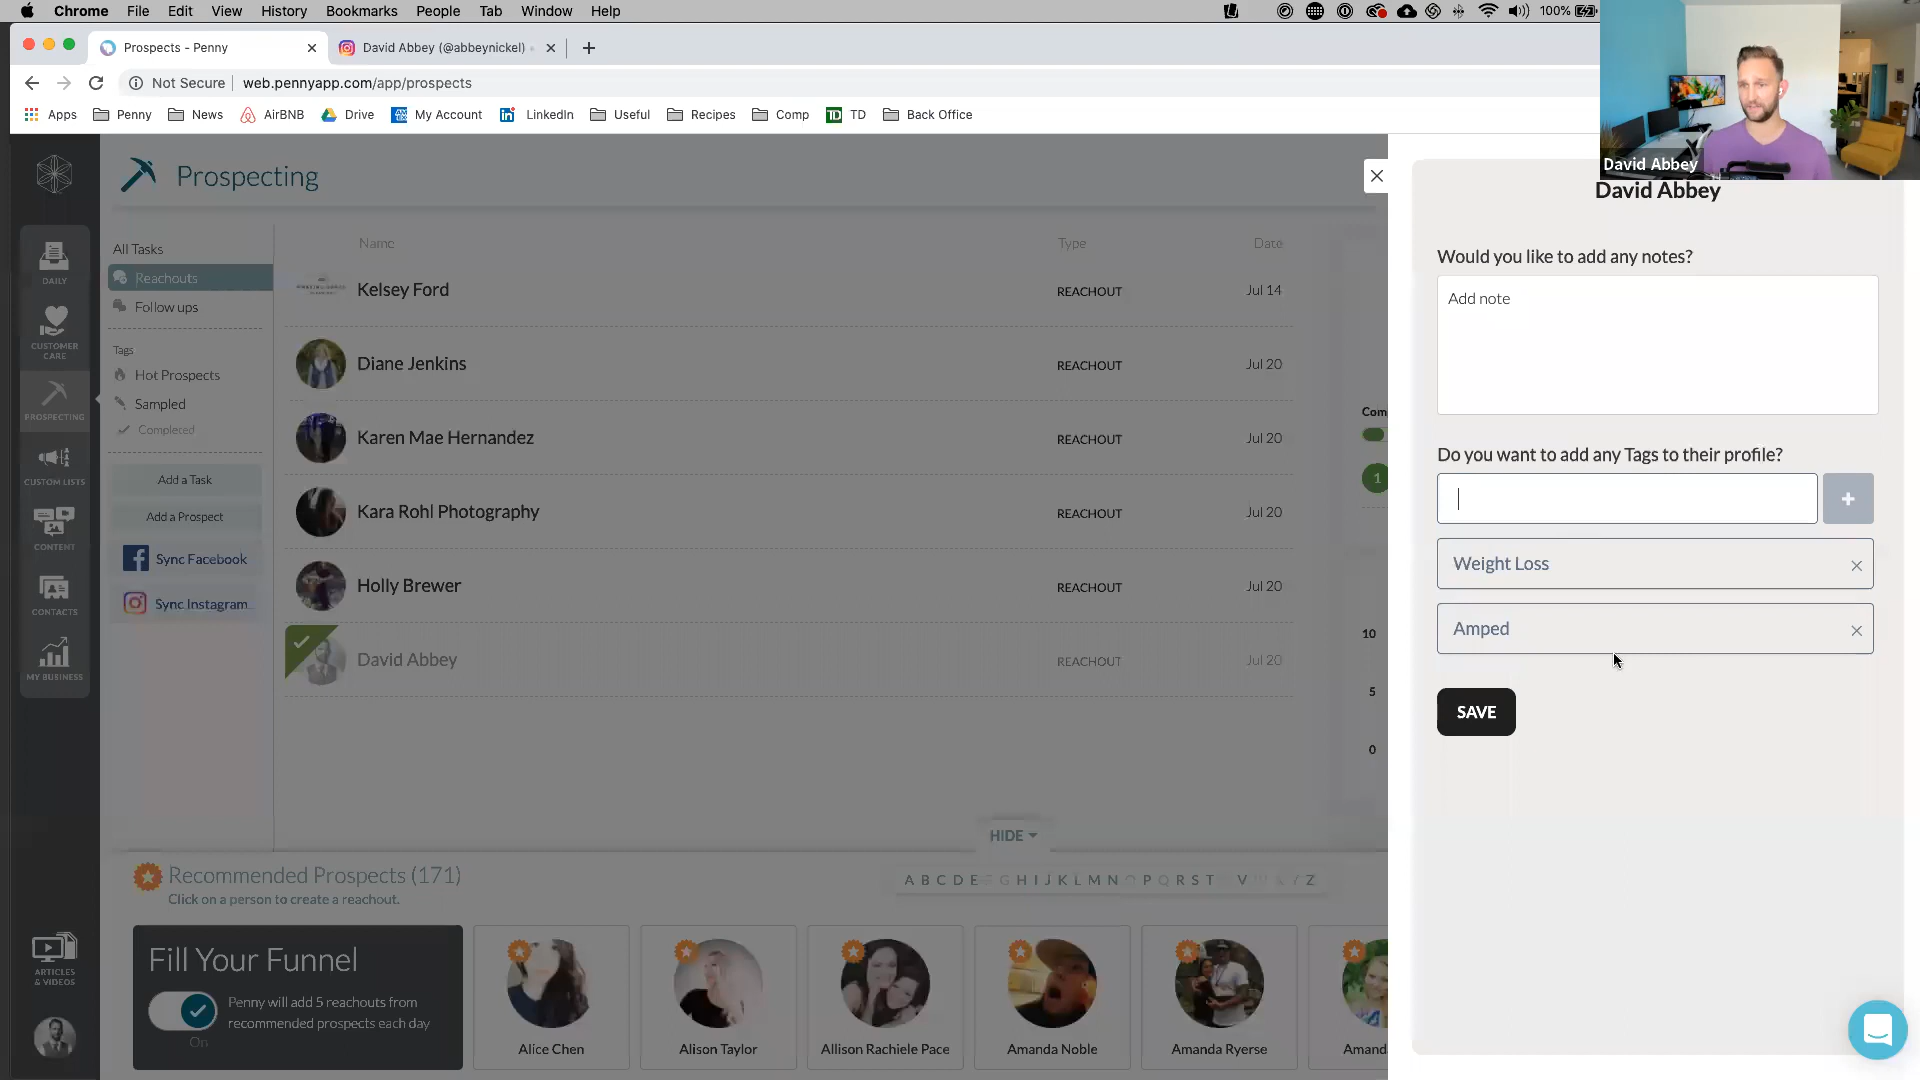 Chrome File Edit View History Bookmarks People Tab Window Help 100%
Prospects - Penny David Abbey (@abbeynickel)
Not Secure web.pennyapp.com/app/prospects
Apps Penny News AirBNB Drive My Account LinkedIn Useful Recipes Comp TD TD Back Office
David Abbey
Prospecting
DAILY
CUSTOMER
CARE
PROSPECTING
CUSTOM LISTS
CONTENT
CONTACTS
MY BUSINESS
ARTICLES
& VIDEOS
All Tasks
Reachouts
Follow ups
Tags
Hot Prospects
Sampled
Completed
Add a Task
Add a Prospect
Sync Facebook
Sync Instagram
Name Type Date
Kelsey Ford REACHOUT Jul 14
Diane Jenkins REACHOUT Jul 20
Karen Mae Hernandez REACHOUT Jul 20
Kara Rohl Photography REACHOUT Jul 20
Holly Brewer REACHOUT Jul 20
David Abbey REACHOUT Jul 20
Com
1
10
5
0
HIDE
Recommended Prospects (171)
Click on a person to create a reachout.
A B C D E F G H I J K L M N O P Q R S T U V W X Y Z
Fill Your Funnel
Penny will add 5 reachouts from
recommended prospects each day
On
Alice Chen
Alison Taylor
Allison Rachiele Pace
Amanda Noble
Amanda Ryerse
Amand
David Abbey
Would you like to add any notes?
Add note
Do you want to add any Tags to their profile?
+
Weight Loss ×
Amped ×
SAVE